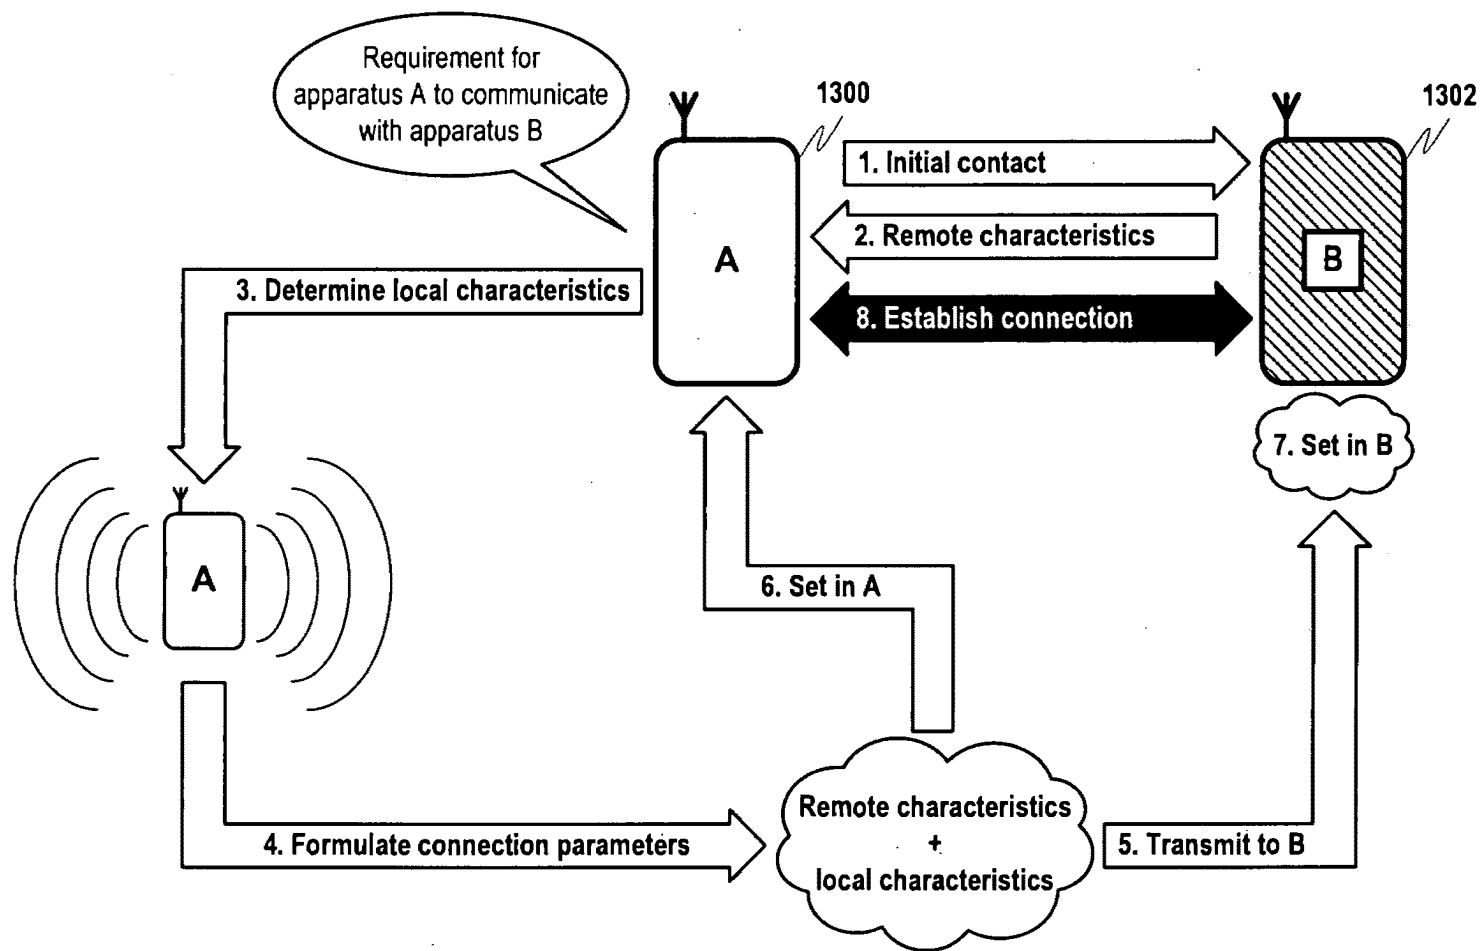 Requirement for
apparatus A to communicate
with apparatus B
1300
1302
A
B
1. Initial contact
2. Remote characteristics
8. Establish connection
3. Determine local characteristics
7. Set in B
A
6. Set in A
4. Formulate connection parameters
Remote characteristics
+
local characteristics
5. Transmit to B